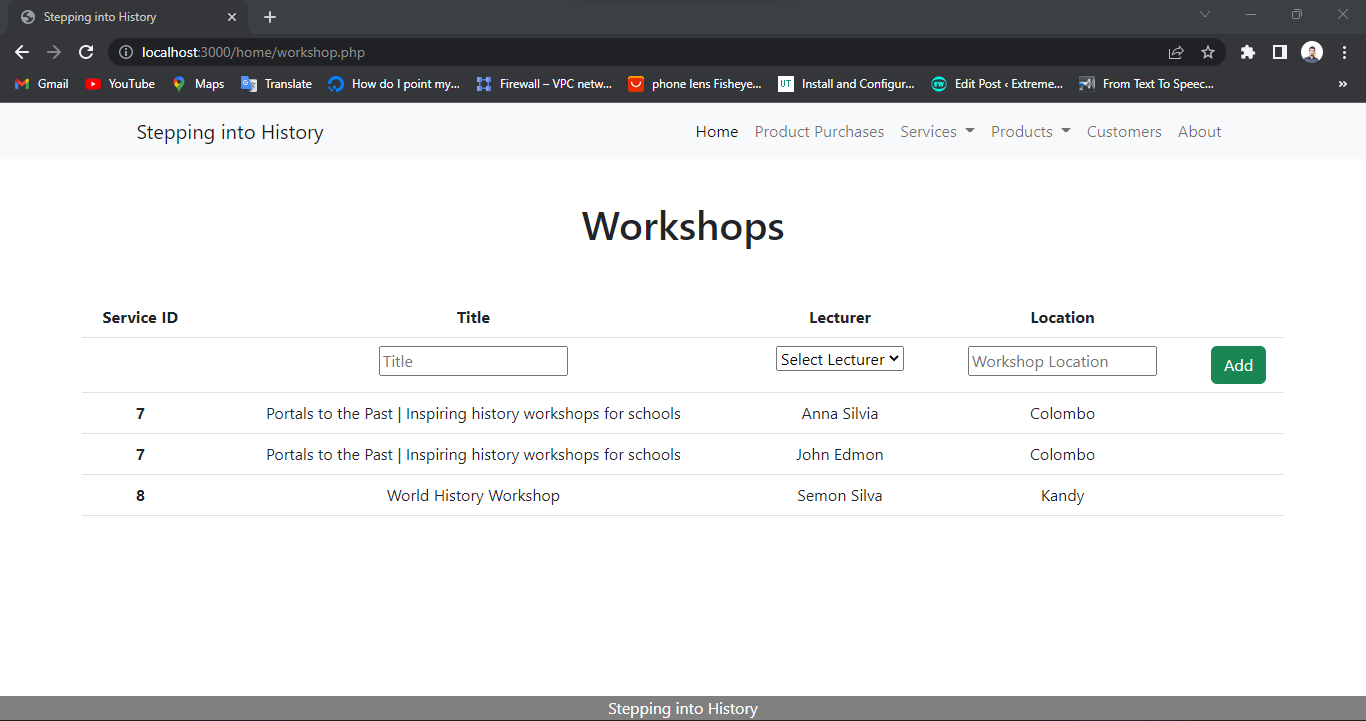 Stepping into History
localhost:3000/home/workshop.php
Gmail YouTube Maps Translate How do I point my... Firewall – VPC netw... phone lens Fisheye... UT Install and Configur... EW Edit Post ‹ Extreme... From Text To Speec... »
Stepping into History Home Product Purchases Services Products Customers About
Workshops
Service ID Title Lecturer Location
Title Select Lecturer Workshop Location Add
7 Portals to the Past | Inspiring history workshops for schools Anna Silvia Colombo
7 Portals to the Past | Inspiring history workshops for schools John Edmon Colombo
8 World History Workshop Semon Silva Kandy
Stepping into History